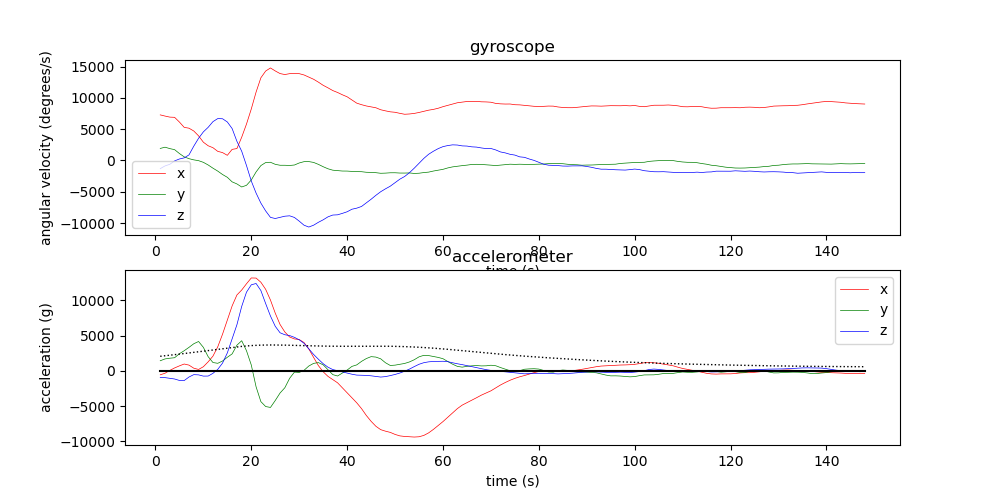 gyroscope
angular velocity (degrees/s)
15000
10000
5000
0
−5000
−10000
x
y
z
0 20 40 60 80 100 120 140
time (s)
accelerometer
acceleration (g)
10000
5000
0
−5000
−10000
x
y
z
0 20 40 60 80 100 120 140
time (s)